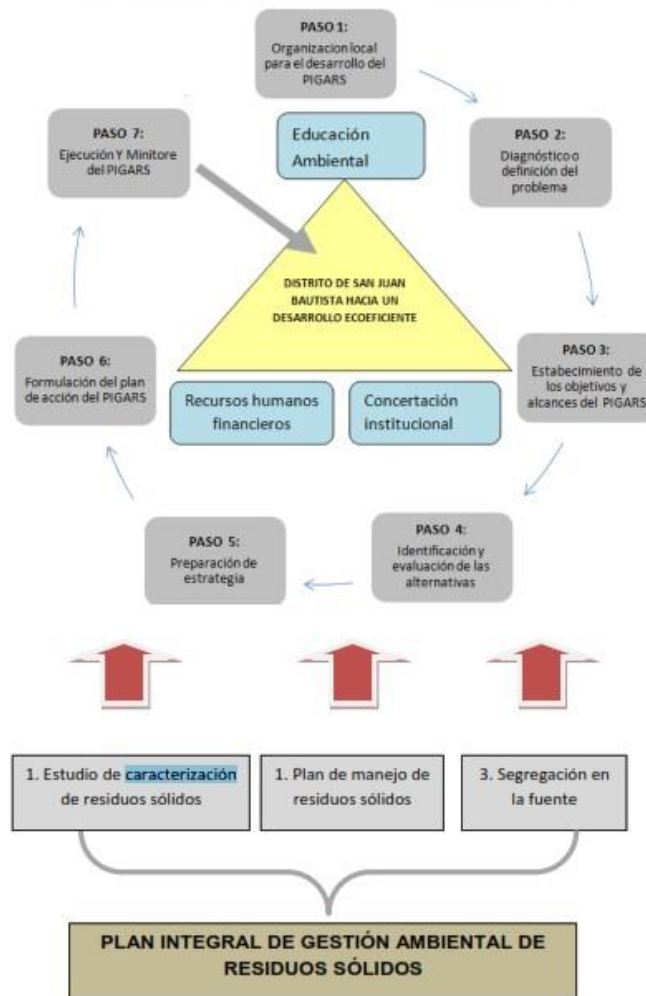 PASO 1:
Organizacion local
para el desarrollo del
PIGARS
PASO 7:
Ejecución Y Minitore
del PIGARS
Educación
Ambiental
PASO 2:
Diagnóstico o
definición del
problema
DISTRITO DE SAN JUAN
BAUTISTA HACIA UN
DESARROLLO ECOEFICIENTE
PASO 6:
Formulación del plan
de acción del PIGARS
PASO 3:
Estabecimiento de
los objetivos y
alcances del PIGARS
Recursos humanos
financieros
Concertación
institucional
PASO 5:
Preparación de
estrategia
PASO 4:
Identificación y
evaluación de las
alternativas
1. Estudio de caracterización
de residuos sólidos
1. Plan de manejo de
residuos sólidos
3. Segregación en
la fuente
PLAN INTEGRAL DE GESTIÓN AMBIENTAL DE
RESIDUOS SÓLIDOS